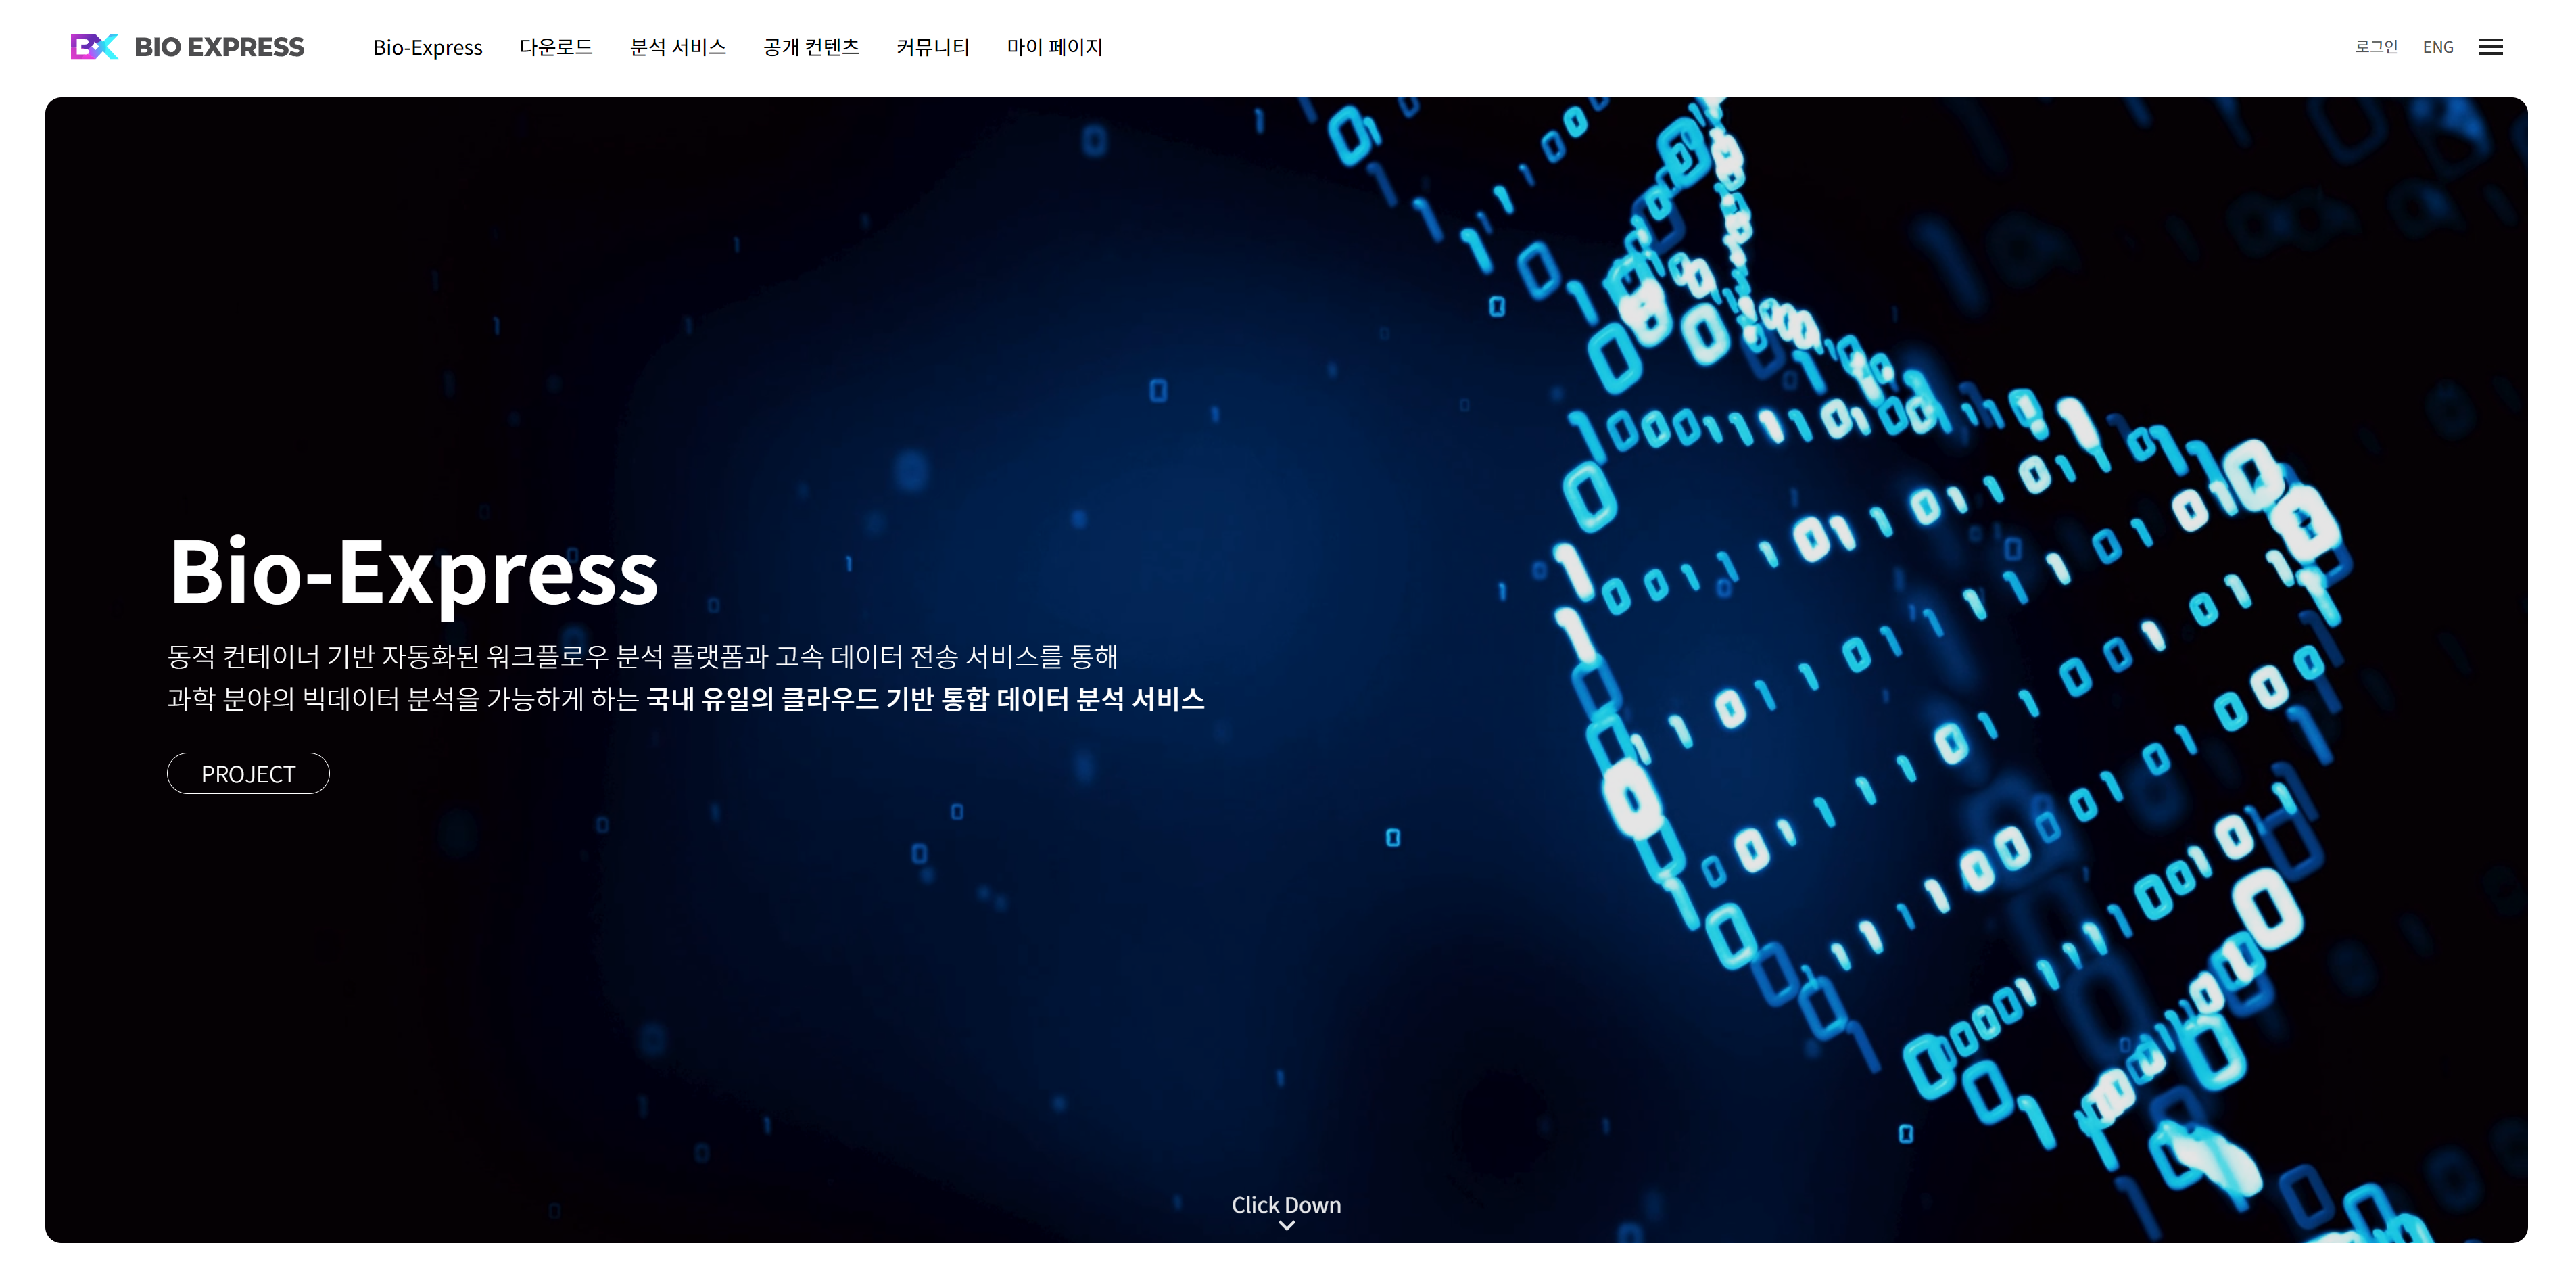 BX BIO EXPRESS
Bio-Express 다운로드 분석 서비스 공개 컨텐츠 커뮤니티 마이 페이지
로그인 ENG
Bio-Express
동적 컨테이너 기반 자동화된 워크플로우 분석 플랫폼과 고속 데이터 전송 서비스를 통해
과학 분야의 빅데이터 분석을 가능하게 하는 국내 유일의 클라우드 기반 통합 데이터 분석 서비스
PROJECT
Click Down